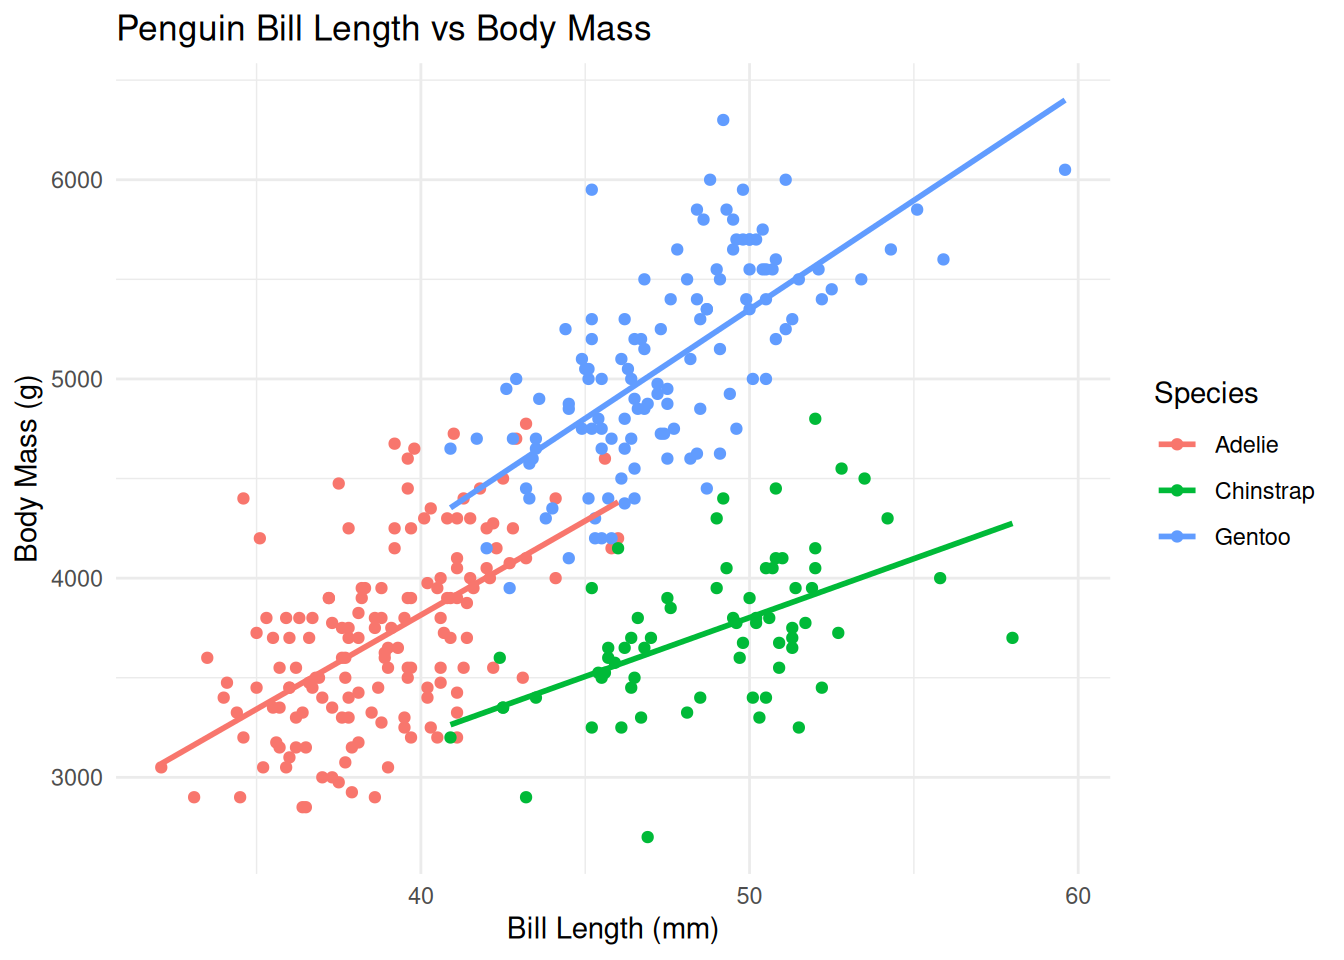 Penguin Bill Length vs Body Mass
6000
5000
4000
3000
Body Mass (g)
40
50
60
Bill Length (mm)
Species
Adelie
Chinstrap
Gentoo